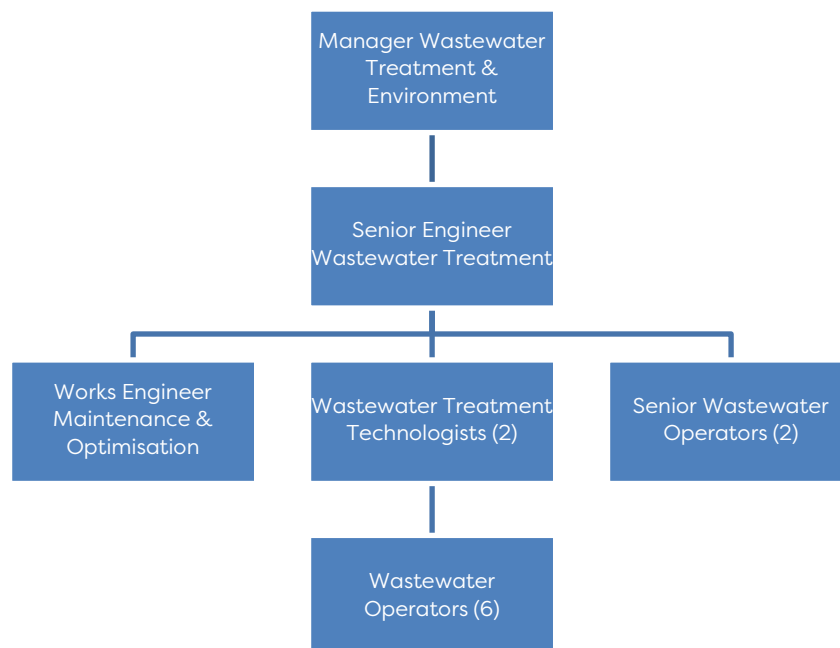 Manager Wastewater
Treatment &
Environment
Senior Engineer
Wastewater Treatment
Works Engineer
Maintenance &
Optimisation
Wastewater Treatment
Technologists (2)
Senior Wastewater
Operators (2)
Wastewater
Operators (6)